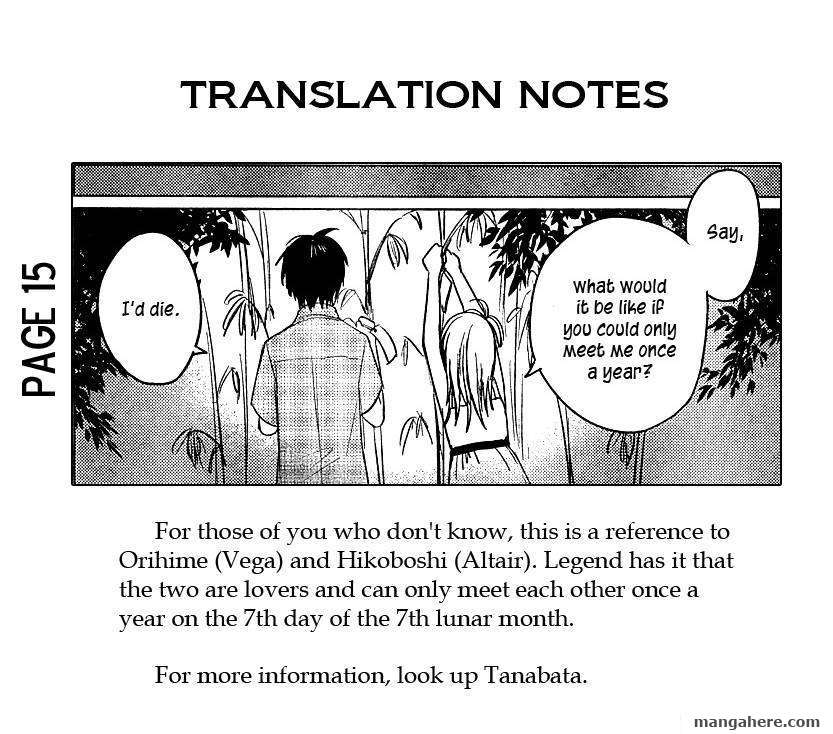 TRANSLATION NOTES
PAGE 15
Say,
what would
it be like if
you could only
meet me once
a year?
I'd die.
For those of you who don't know, this is a reference to
Orihime (Vega) and Hikoboshi (Altair). Legend has it that
the two are lovers and can only meet each other once a
year on the 7th day of the 7th lunar month.
For more information, look up Tanabata.
mangahere.com